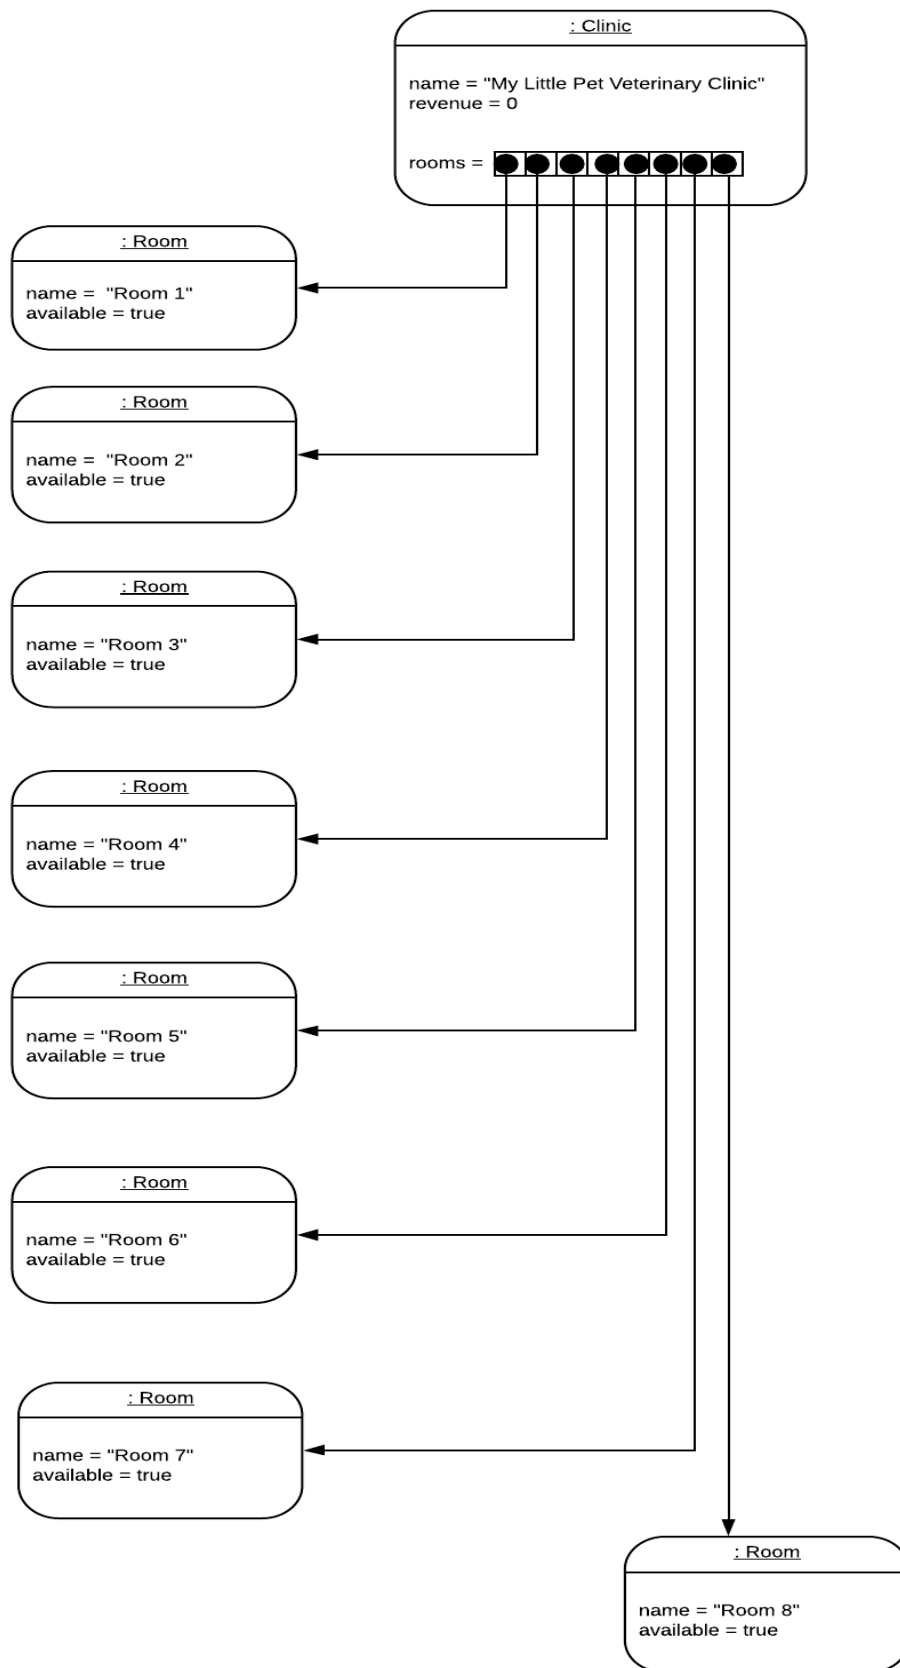 : Clinic
name = "My Little Pet Veterinary Clinic"
revenue = 0
rooms =
: Room
name =  "Room 1"
available = true
: Room
name =  "Room 2"
available = true
: Room
name = "Room 3"
available = true
: Room
name = "Room 4"
available = true
: Room
name = "Room 5"
available = true
: Room
name = "Room 6"
available = true
: Room
name = "Room 7"
available = true
: Room
name = "Room 8"
available = true